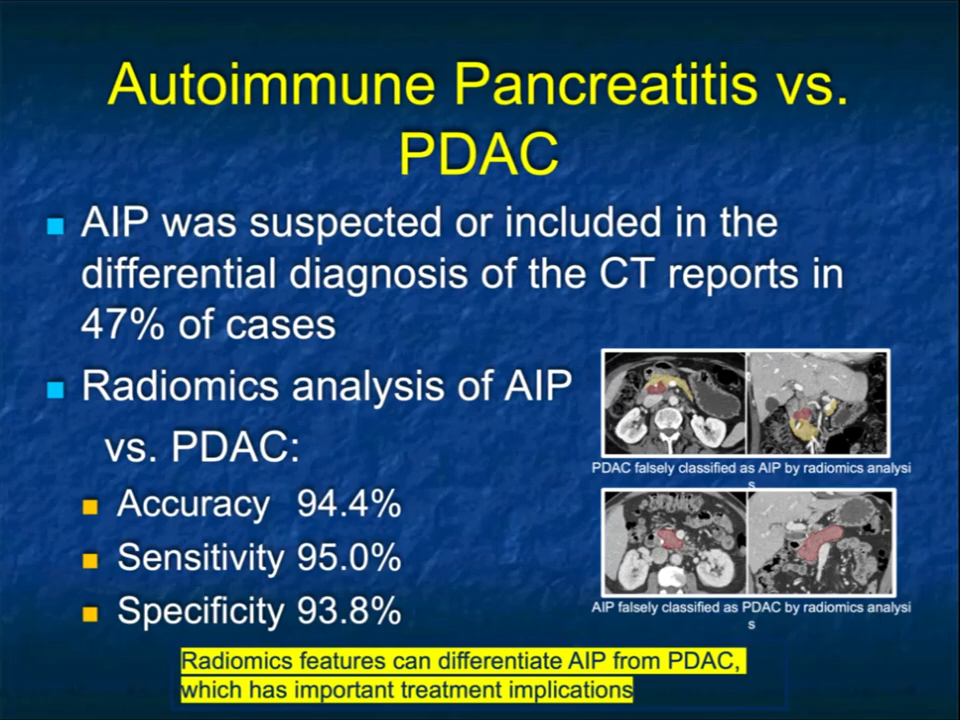 Autoimmune Pancreatitis vs.
PDAC
AIP was suspected or included in the
differential diagnosis of the CT reports in
47% of cases
Radiomics analysis of AIP
vs. PDAC:
Accuracy 94.4%
Sensitivity 95.0%
Specificity 93.8%
PDAC falsely classified as AIP by radiomics analysi
s
AIP falsely classified as PDAC by radiomics analysi
s
Radiomics features can differentiate AIP from PDAC,
which has important treatment implications